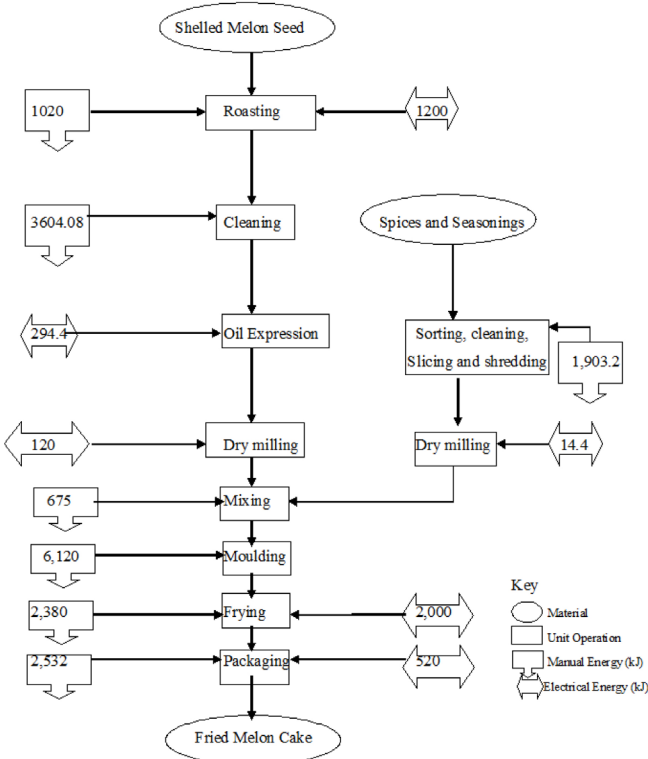 Shelled Melon Seed
1020
Roasting
1200
3604.08
Cleaning
Spices and Seasonings
294.4
Oil Expression
Sorting, cleaning,
Slicing and shredding
1,903.2
120
Dry milling
Dry milling
14.4
675
Mixing
6,120
Moulding
2,380
Frying
2,000
2,532
Packaging
520
Fried Melon Cake
Key
Material
Unit Operation
Manual Energy (kJ)
Electrical Energy (kJ)